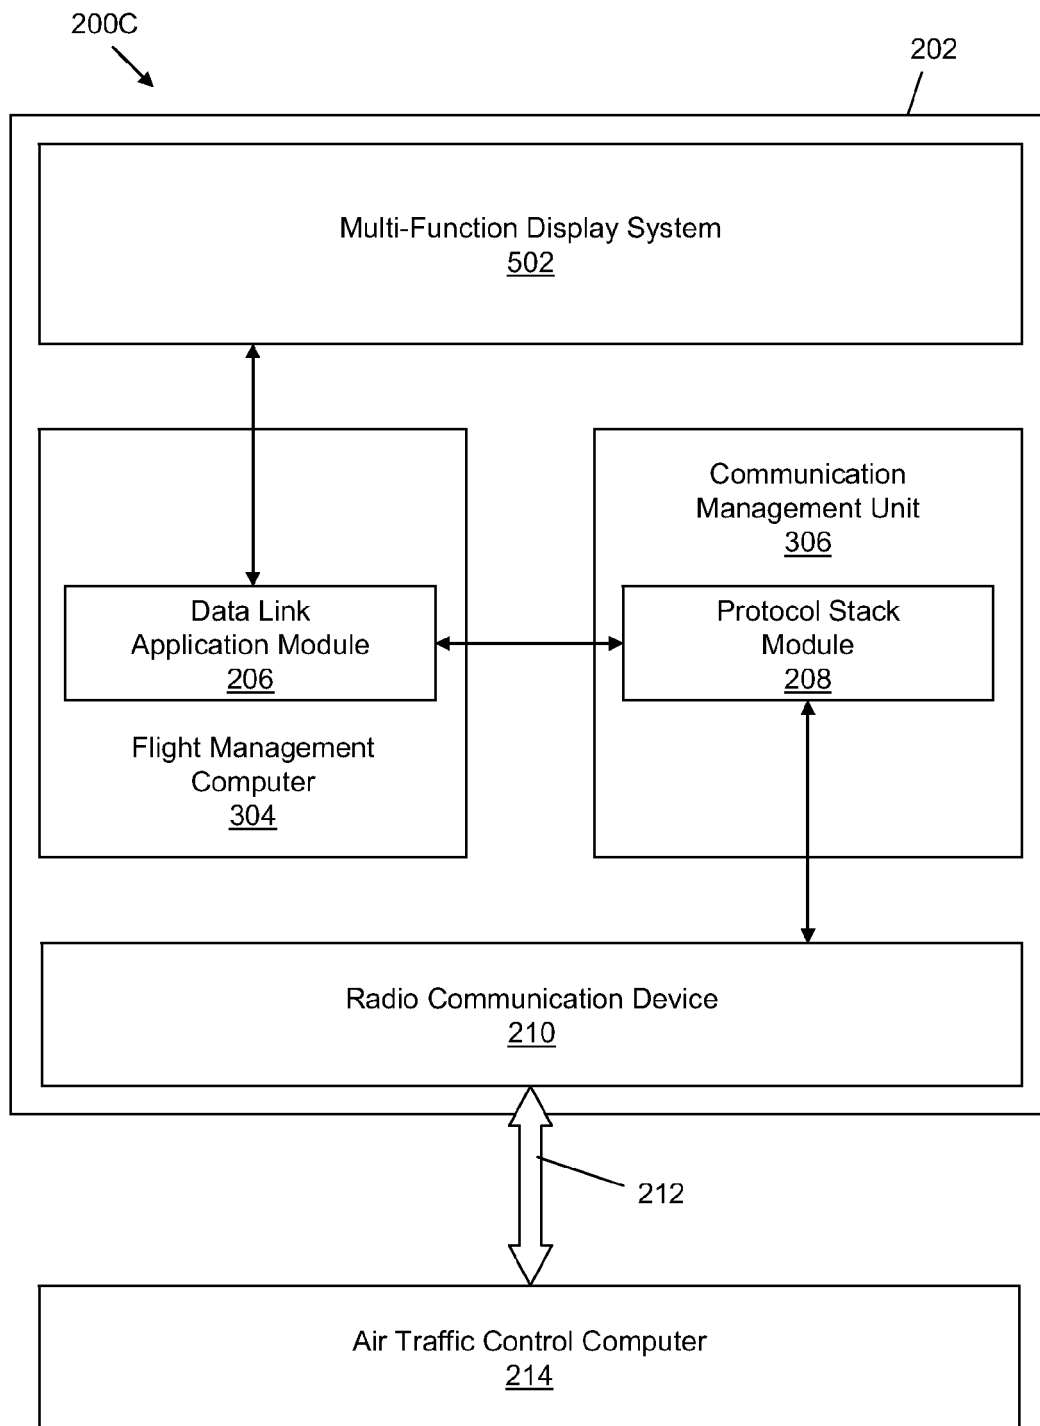 200C
202
Multi-Function Display System
502
Communication
Management Unit
306
Data Link
Application Module
206
Protocol Stack
Module
208
Flight Management
Computer
304
Radio Communication Device
210
212
Air Traffic Control Computer
214